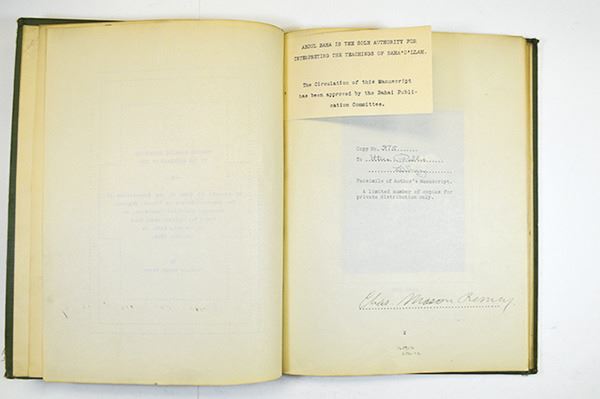 ABDUL BAHA IS THE SOLE AUTHORITY FOR
INTERPRETING THE TEACHINGS OF BAHA'O'LLAH.
The Circulation of this Manuscript
has been approved by the Bahai Publi-
cation Committee.
Copy No.
To
Facsimile of Author's Manuscript.
A limited number of copies for
private distribution only.
Chas. Mason Remey